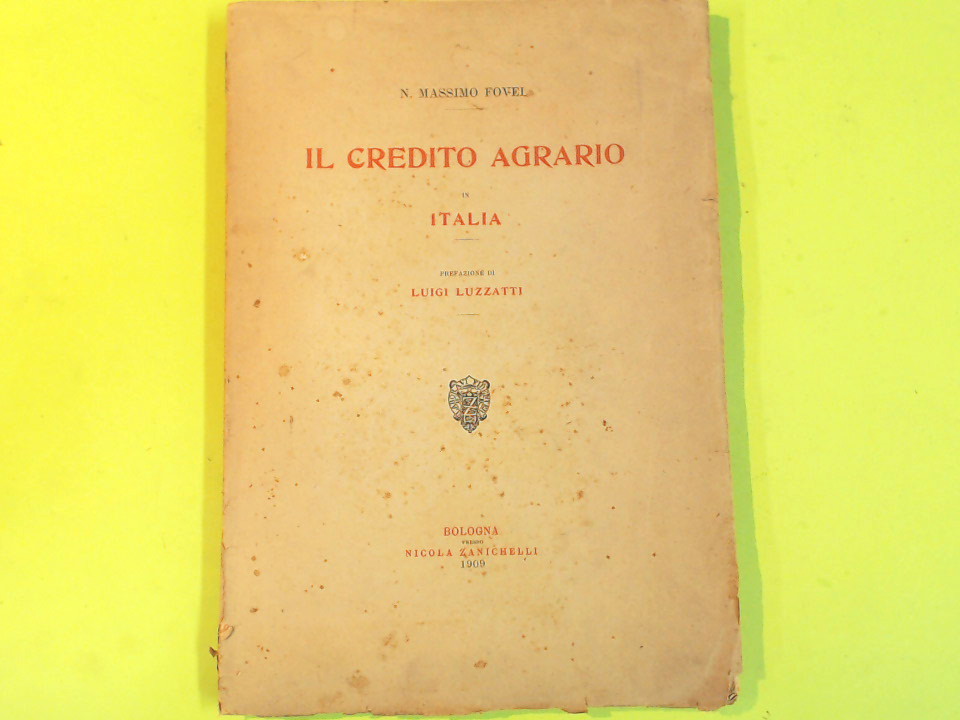 N. MASSIMO FOVEL
IL CREDITO AGRARIO
IN
ITALIA
PREFAZIONE DI
LUIGI LUZZATTI
Z
BOLOGNA
PRESSO
NICOLA ZANICHELLI
1909